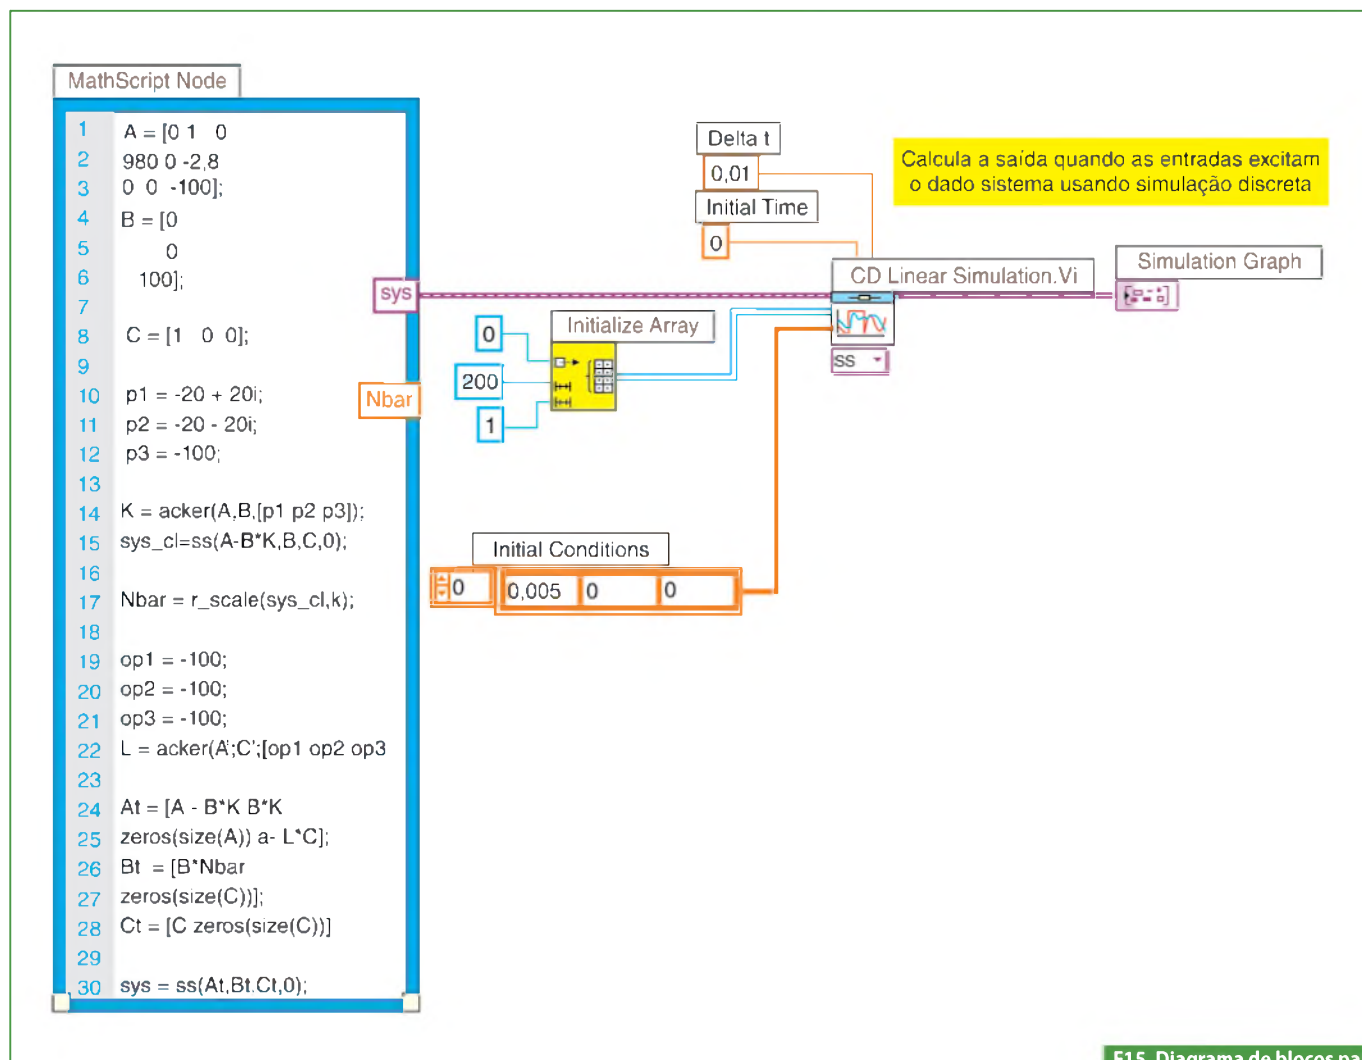 MathScript Node
1 A = [0 1 0
2 980 0 -2,8
3 0 0 -100];
4 B = [0
5 0
6 100];
7
8 C = [1 0 0];
9
10 p1 = -20 + 20i;
11 p2 = -20 - 20i;
12 p3 = -100;
13
14 K = acker(A,B,[p1 p2 p3]);
15 sys_cl=ss(A-B*K,B,C,0);
16
17 Nbar = r_scale(sys_cl,k);
18
19 op1 = -100;
20 op2 = -100;
21 op3 = -100;
22 L = acker(A';C';[op1 op2 op3
23
24 At = [A - B*K B*K
25 zeros(size(A)) a- L*C];
26 Bt = [B*Nbar
27 zeros(size(C))];
28 Ct = [C zeros(size(C))]
29
30 sys = ss(At,Bt.Ct,0);
sys
Nbar
Delta t
0,01
Initial Time
0
Calcula a saída quando as entradas excitam
o dado sistema usando simulação discreta
CD Linear Simulation.Vi
SS
Simulation Graph
Initialize Array
0
200
1
Initial Conditions
0 0,005 0 0
F15. Diagrama de blocos